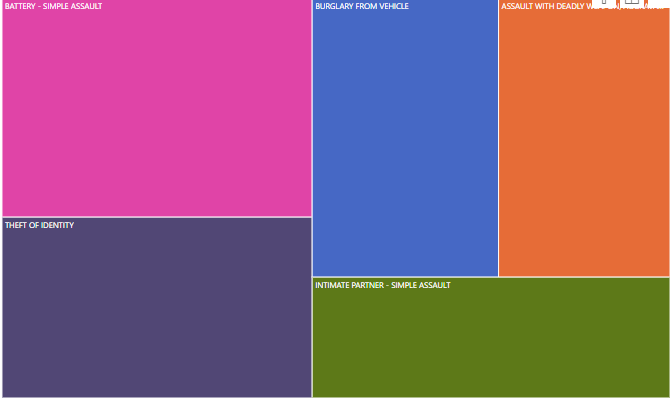 BATTERY - SIMPLE ASSAULT
BURGLARY FROM VEHICLE
ASSAULT WITH DEADLY
THEFT OF IDENTITY
INTIMATE PARTNER - SIMPLE ASSAULT